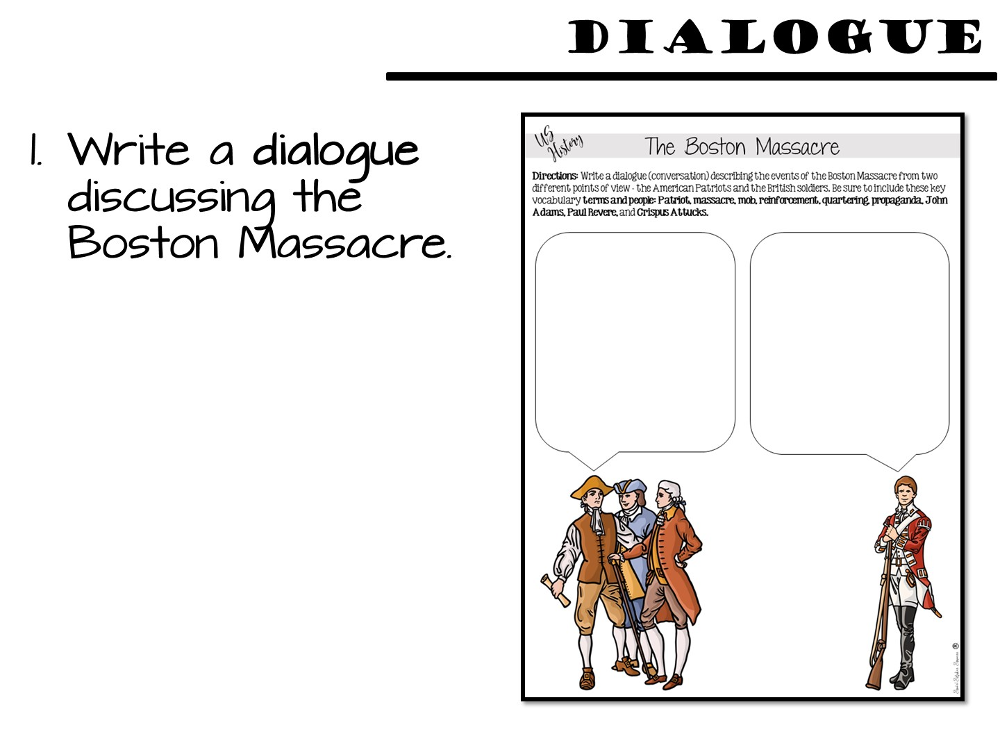 DIALOGUE
1. Write a dialogue
discussing the
Boston Massacre.
US
History
The Boston Massacre
Directions: Write a dialogue (conversation) describing the events of the Boston Massacre from two
different points of view - the American Patriots and the British soldiers. Be sure to include these key
vocabulary terms and people: Patriot, massacre, mob, reinforcement, quartering, propaganda, John
Adams, Paul Revere, and Crispus Attucks.